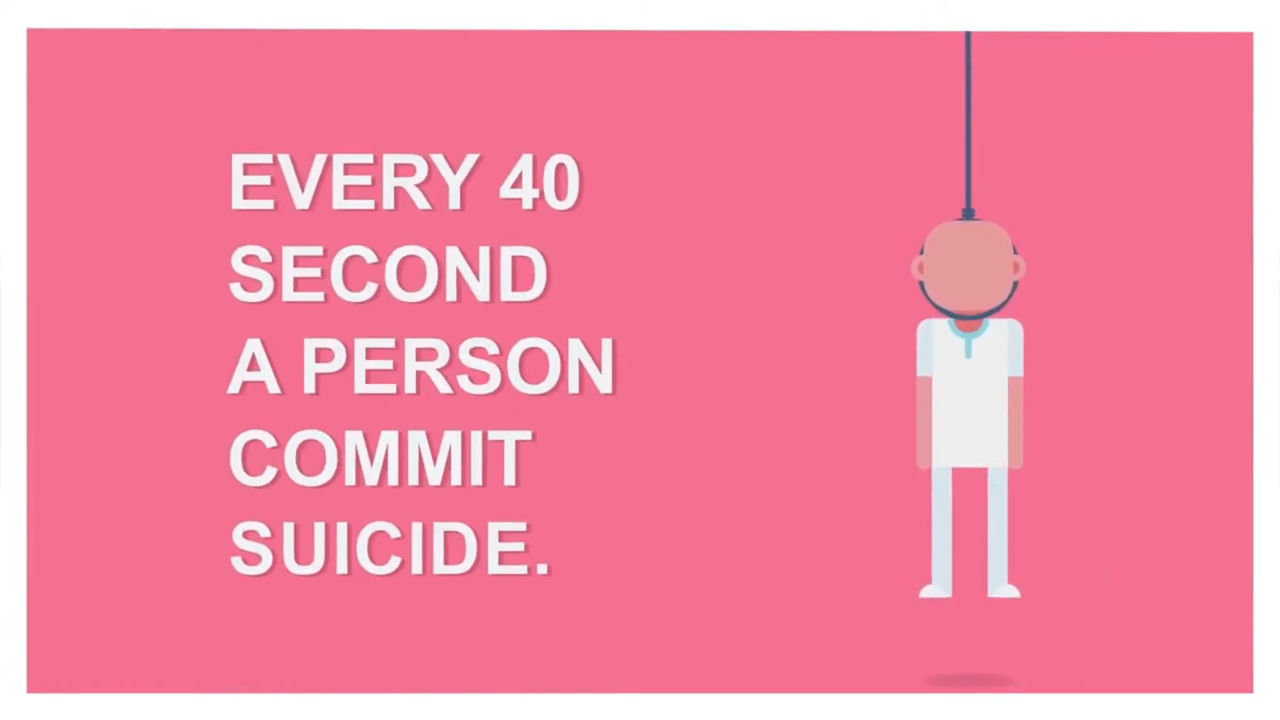 EVERY 40
SECOND
A PERSON
COMMIT
SUICIDE.